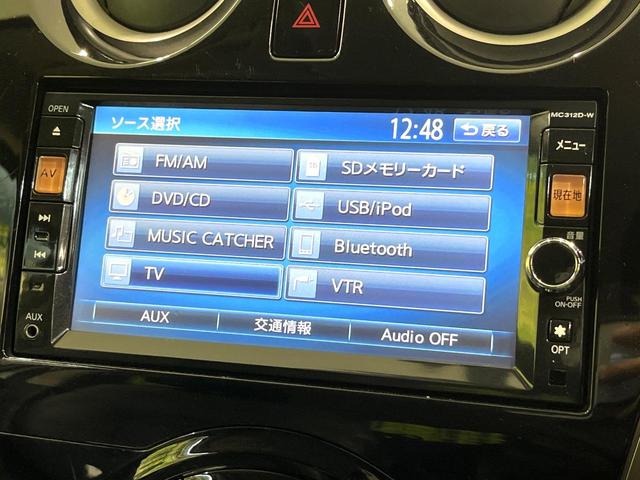 OPEN
MC312D-W
ソース選択
12:48
戻る
メニュー
AV
FM/AM
SDメモリーカード
現在地
DVD/CD
USB/iPod
MUSIC CATCHER
Bluetooth
音量
TV
VTR
PUSH
ON-OFF
AUX
AUX
交通情報
Audio OFF
OPT